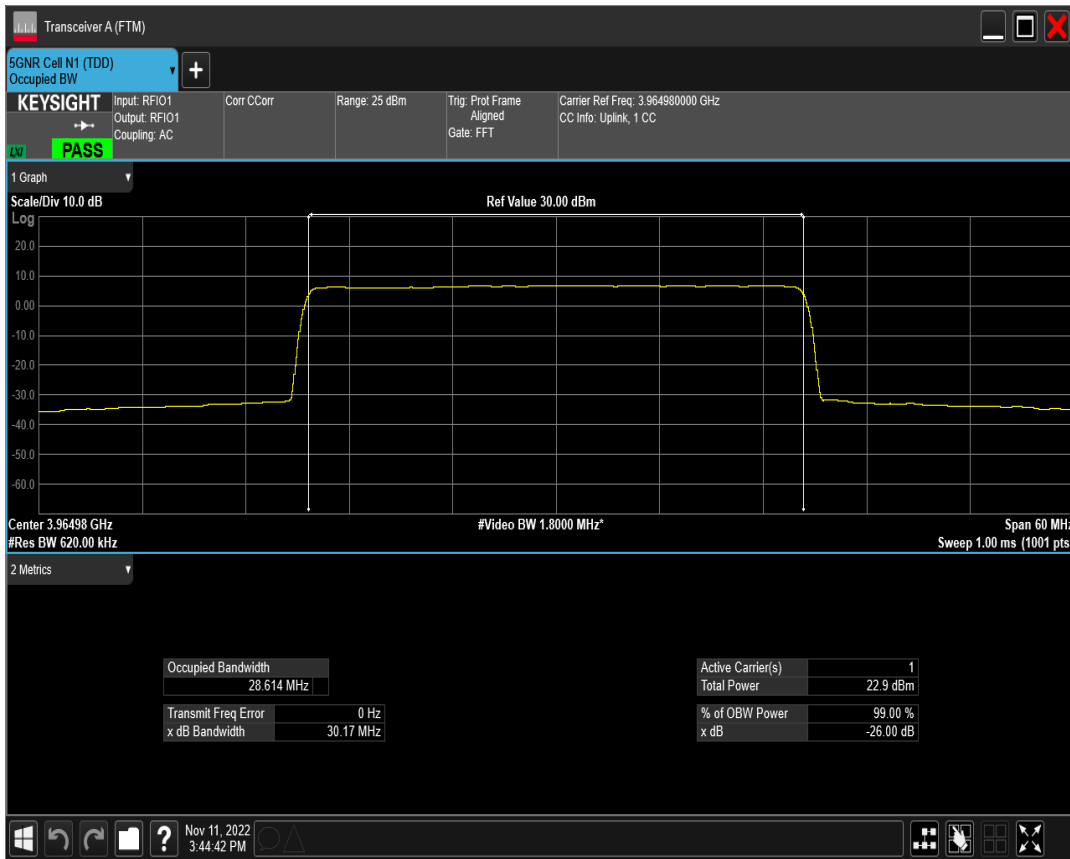 Transceiver A (FTM)
5GNR Cell N1 (TDD)
Occupied BW
KEYSIGHT
LXI
PASS
Input: RFIO1
Output: RFIO1
Coupling: AC
Corr CCorr
Range: 25 dBm
Trig: Prot Frame
Aligned
Gate: FFT
Carrier Ref Freq: 3.964980000 GHz
CC Info: Uplink, 1 CC
1 Graph
Scale/Div 10.0 dB
Ref Value 30.00 dBm
Log
20.0
10.0
0.00
-10.0
-20.0
-30.0
-40.0
-50.0
-60.0
Center 3.96498 GHz
#Video BW 1.8000 MHz*
Span 60 MHz
#Res BW 620.00 kHz
Sweep 1.00 ms (1001 pts
2 Metrics
Occupied Bandwidth
28.614 MHz
Transmit Freq Error 0 Hz
x dB Bandwidth 30.17 MHz
Active Carrier(s) 1
Total Power 22.9 dBm
% of OBW Power 99.00 %
x dB -26.00 dB
?
Nov 11, 2022
3:44:42 PM